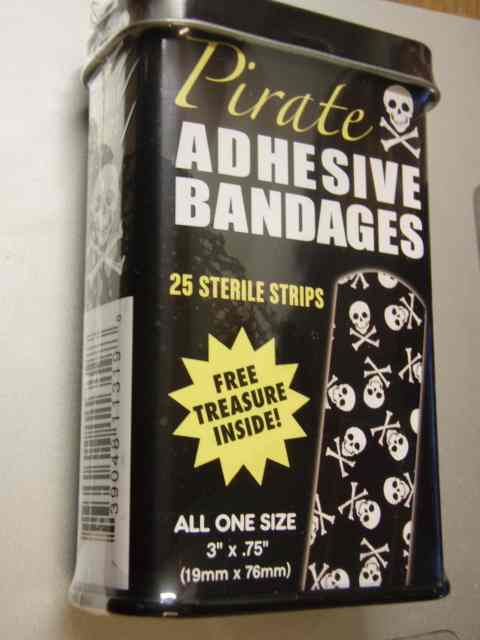 Pirate
ADHESIVE
BANDAGES
25 STERILE STRIPS
FREE
TREASURE
INSIDE!
ALL ONE SIZE
3" x .75"
(19mm x 76mm)